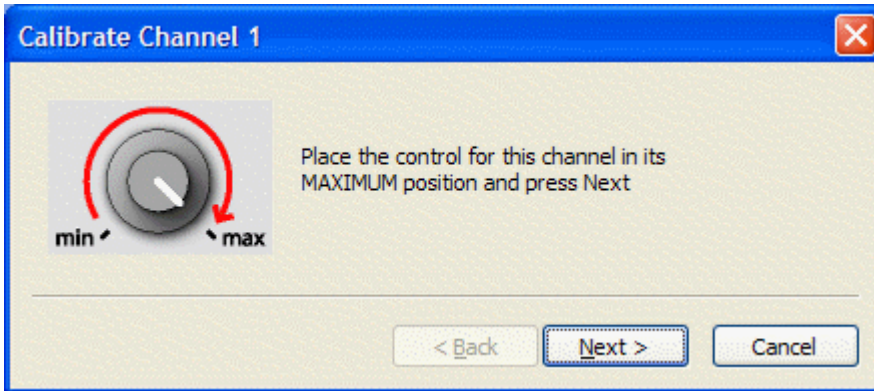 Calibrate Channel 1
Place the control for this channel in its
MAXIMUM position and press Next
min max
< Back Next > Cancel